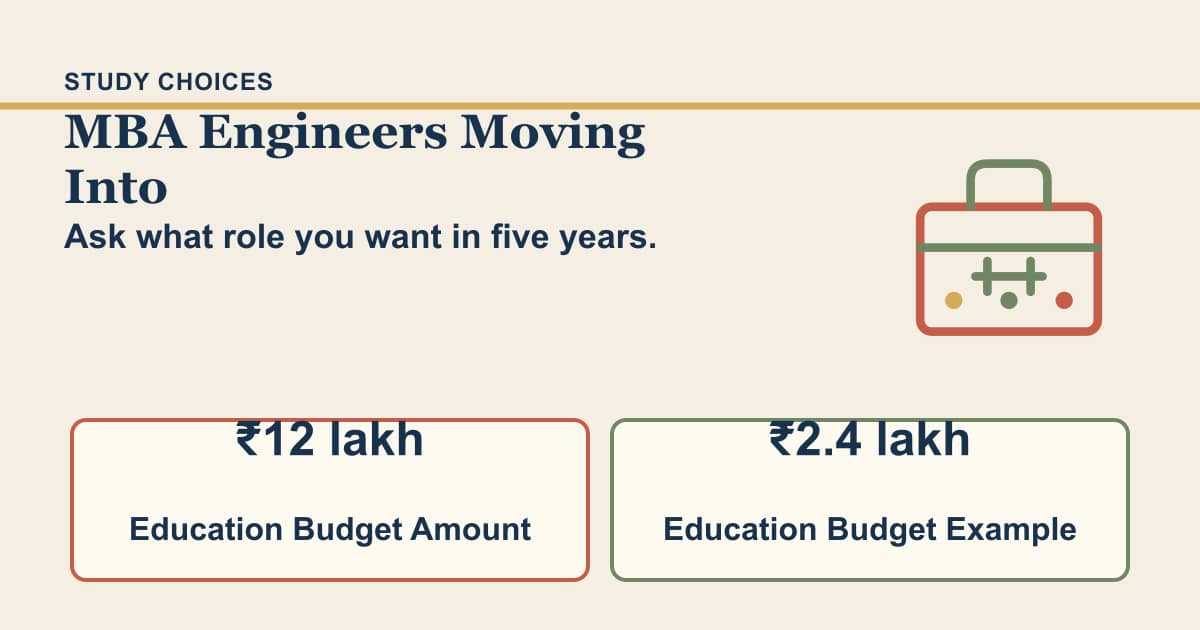 STUDY CHOICES
MBA Engineers Moving
Into
Ask what role you want in five years.
₹12 lakh
Education Budget Amount
₹2.4 lakh
Education Budget Example